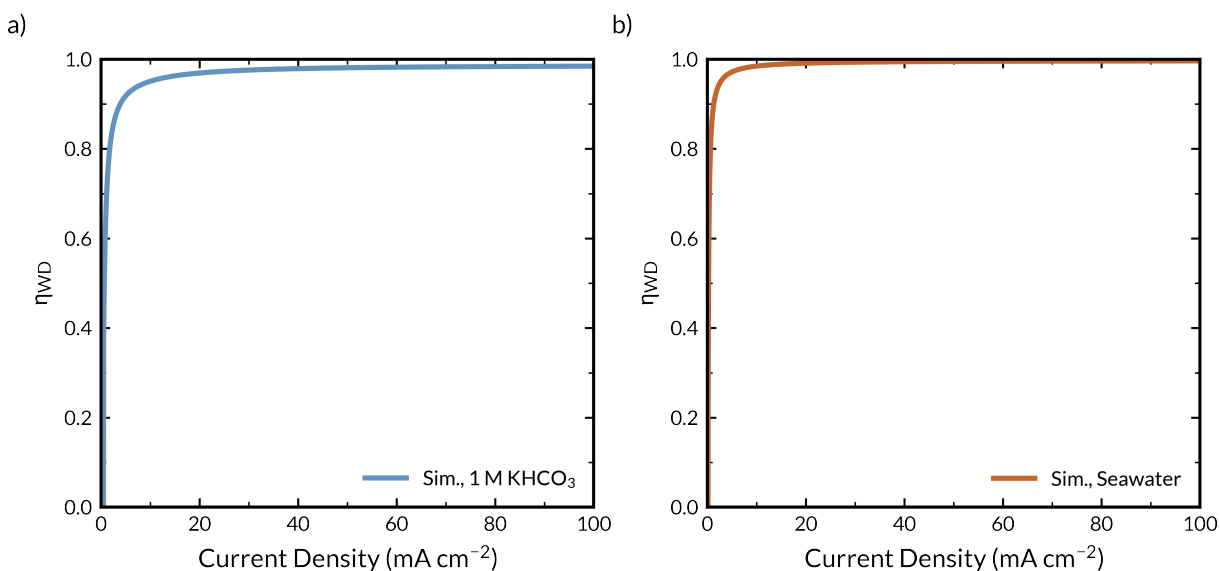 a)
1.0
0.8
0.6
0.4
0.2
0.0
ηWD
0 20 40 60 80 100
Current Density (mA cm⁻²)
Sim., 1 M KHCO₃
b)
1.0
0.8
0.6
0.4
0.2
0.0
ηWD
0 20 40 60 80 100
Current Density (mA cm⁻²)
Sim., Seawater